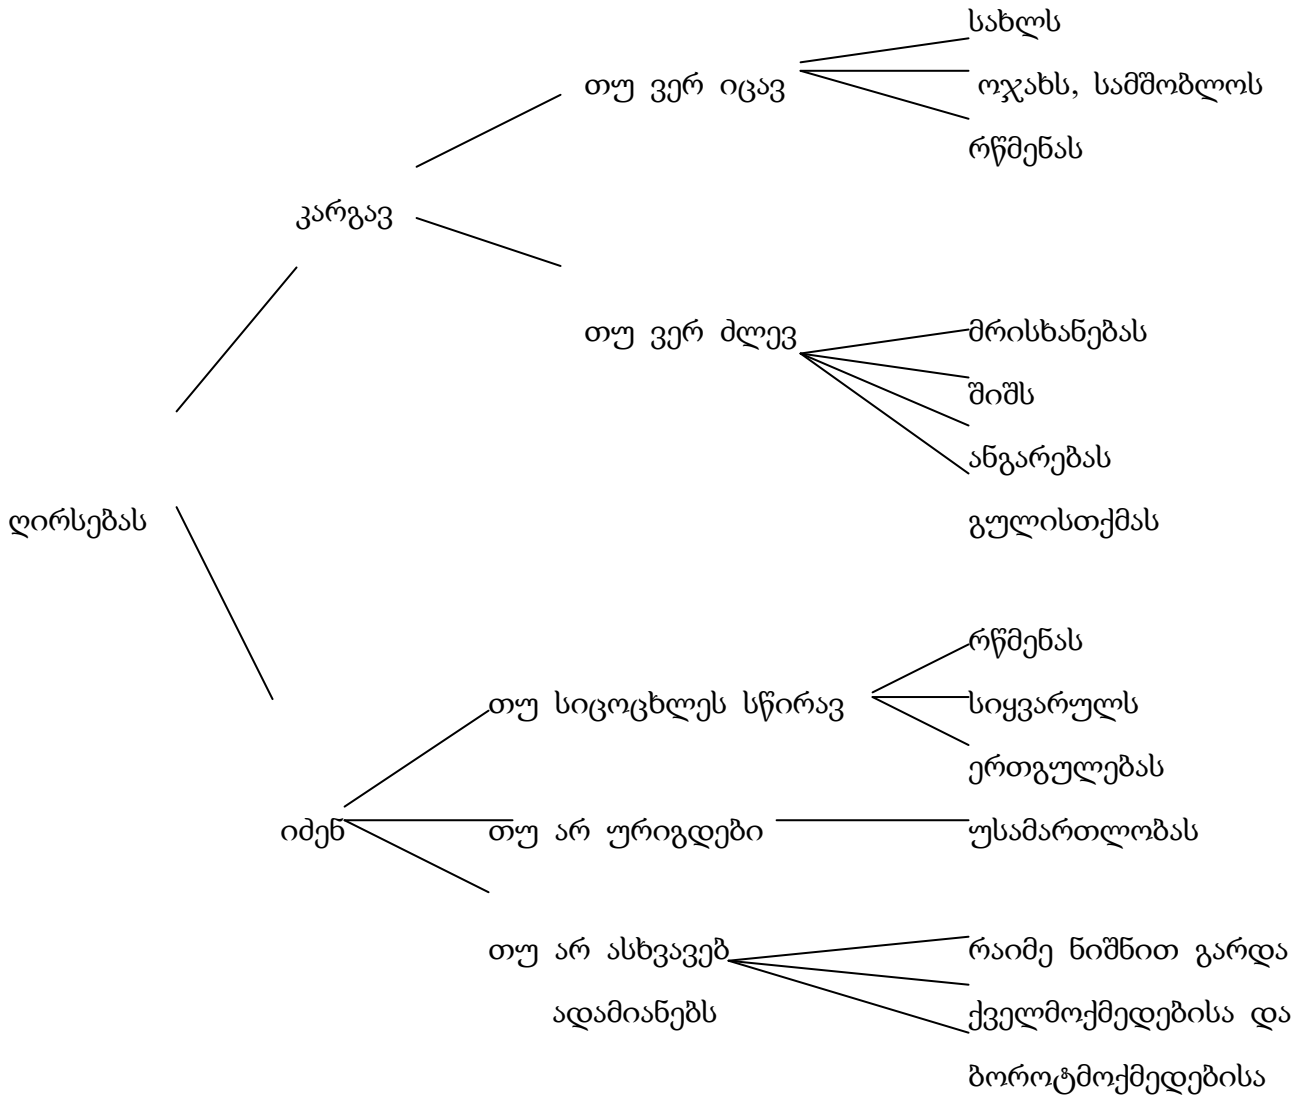 სახლს
თუ ვერ იცავ
ოჯახს, სამშობლოს
რწმენას
კარგავ
თუ ვერ ძლევ
მრისხანებას
შიშს
ანგარებას
ღირსებას
გულისთქმას
რწმენას
თუ სიცოცხლეს სწირავ
სიყვარულს
ერთგულებას
იძენ
თუ არ ურიგდები
უსამართლობას
თუ არ ასხვავებ
რაიმე ნიშნით გარდა
ადამიანებს
ქველმოქმედებისა და
ბოროტმოქმედებისა